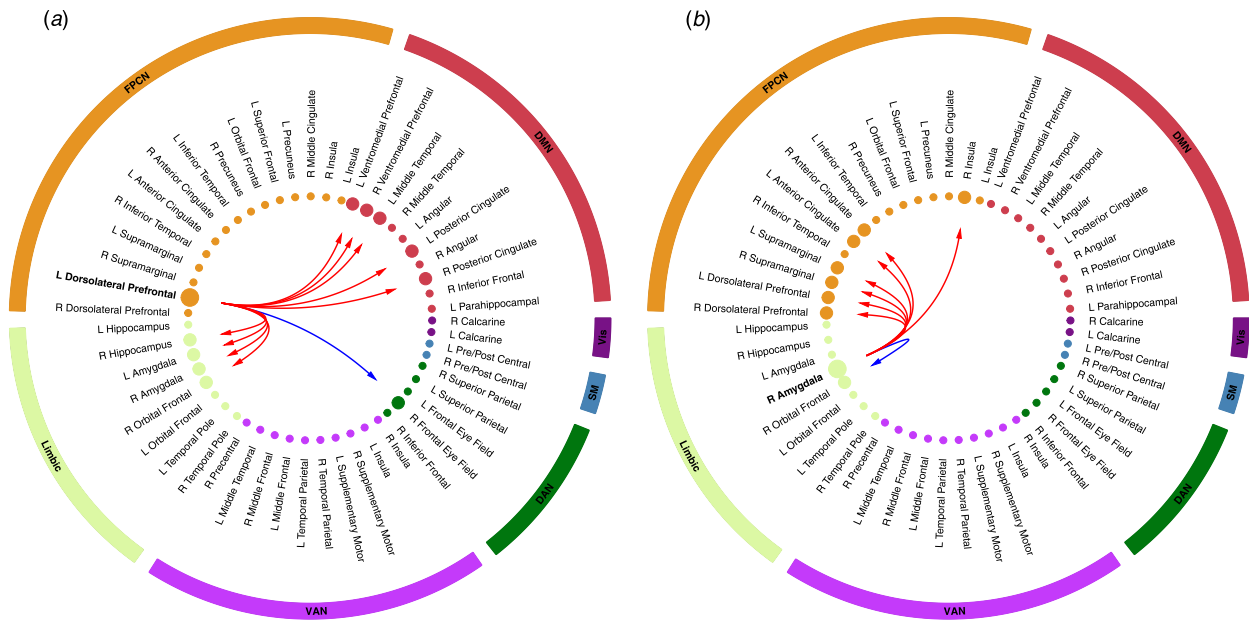 (a)
FPCN
DMN
Vis
SM
DAN
VAN
Limbic
R Dorsolateral Prefrontal
L Dorsolateral Prefrontal
R Supramarginal
L Supramarginal
R Inferior Temporal
L Anterior Cingulate
R Anterior Cingulate
L Inferior Temporal
R Precuneus
L Orbital Frontal
L Superior Frontal
L Precuneus
R Middle Cingulate
R Insula
L Insula
L Ventromedial Prefrontal
R Ventromedial Prefrontal
L Middle Temporal
R Middle Temporal
L Angular
L Posterior Cingulate
R Angular
R Posterior Cingulate
R Inferior Frontal
L Parahippocampal
R Calcarine
L Calcarine
L Pre/Post Central
R Pre/Post Central
R Superior Parietal
L Superior Parietal
L Frontal Eye Field
R Frontal Eye Field
R Inferior Frontal
R Insula
L Insula
R Supplementary Motor
L Supplementary Motor
R Temporal Parietal
L Temporal Parietal
L Middle Frontal
R Middle Frontal
L Middle Temporal
R Precentral
R Temporal Pole
L Temporal Pole
L Orbital Frontal
R Orbital Frontal
R Amygdala
L Amygdala
R Hippocampus
L Hippocampus
(b)
FPCN
DMN
Vis
SM
DAN
VAN
Limbic
R Dorsolateral Prefrontal
L Dorsolateral Prefrontal
R Supramarginal
L Supramarginal
R Inferior Temporal
L Anterior Cingulate
R Anterior Cingulate
L Inferior Temporal
R Precuneus
L Orbital Frontal
L Superior Frontal
L Precuneus
R Middle Cingulate
R Insula
L Insula
L Ventromedial Prefrontal
R Ventromedial Prefrontal
L Middle Temporal
R Middle Temporal
L Angular
L Posterior Cingulate
R Angular
R Posterior Cingulate
R Inferior Frontal
L Parahippocampal
R Calcarine
L Calcarine
L Pre/Post Central
R Pre/Post Central
R Superior Parietal
L Superior Parietal
L Frontal Eye Field
R Frontal Eye Field
R Inferior Frontal
R Insula
L Insula
R Supplementary Motor
L Supplementary Motor
R Temporal Parietal
L Temporal Parietal
L Middle Frontal
R Middle Frontal
L Middle Temporal
R Precentral
R Temporal Pole
L Temporal Pole
L Orbital Frontal
R Orbital Frontal
R Amygdala
L Amygdala
R Hippocampus
L Hippocampus